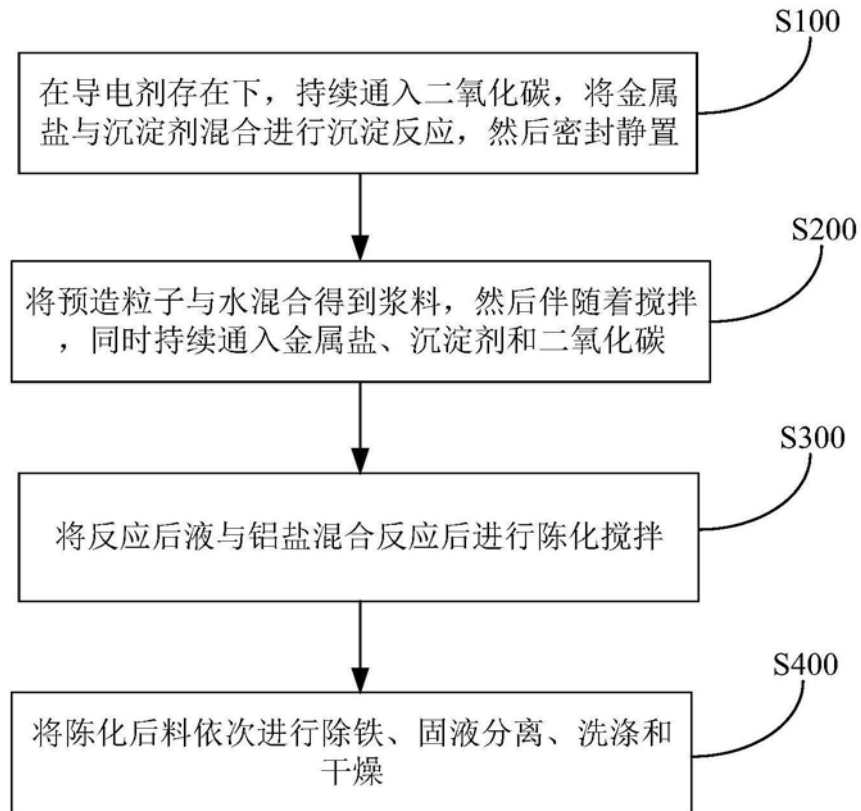 S100
在导电剂存在下，持续通入二氧化碳，将金属
盐与沉淀剂混合进行沉淀反应，然后密封静置
S200
将预造粒子与水混合得到浆料，然后伴随着搅拌
，同时持续通入金属盐、沉淀剂和二氧化碳
S300
将反应后液与铝盐混合反应后进行陈化搅拌
S400
将陈化后料依次进行除铁、固液分离、洗涤和
干燥